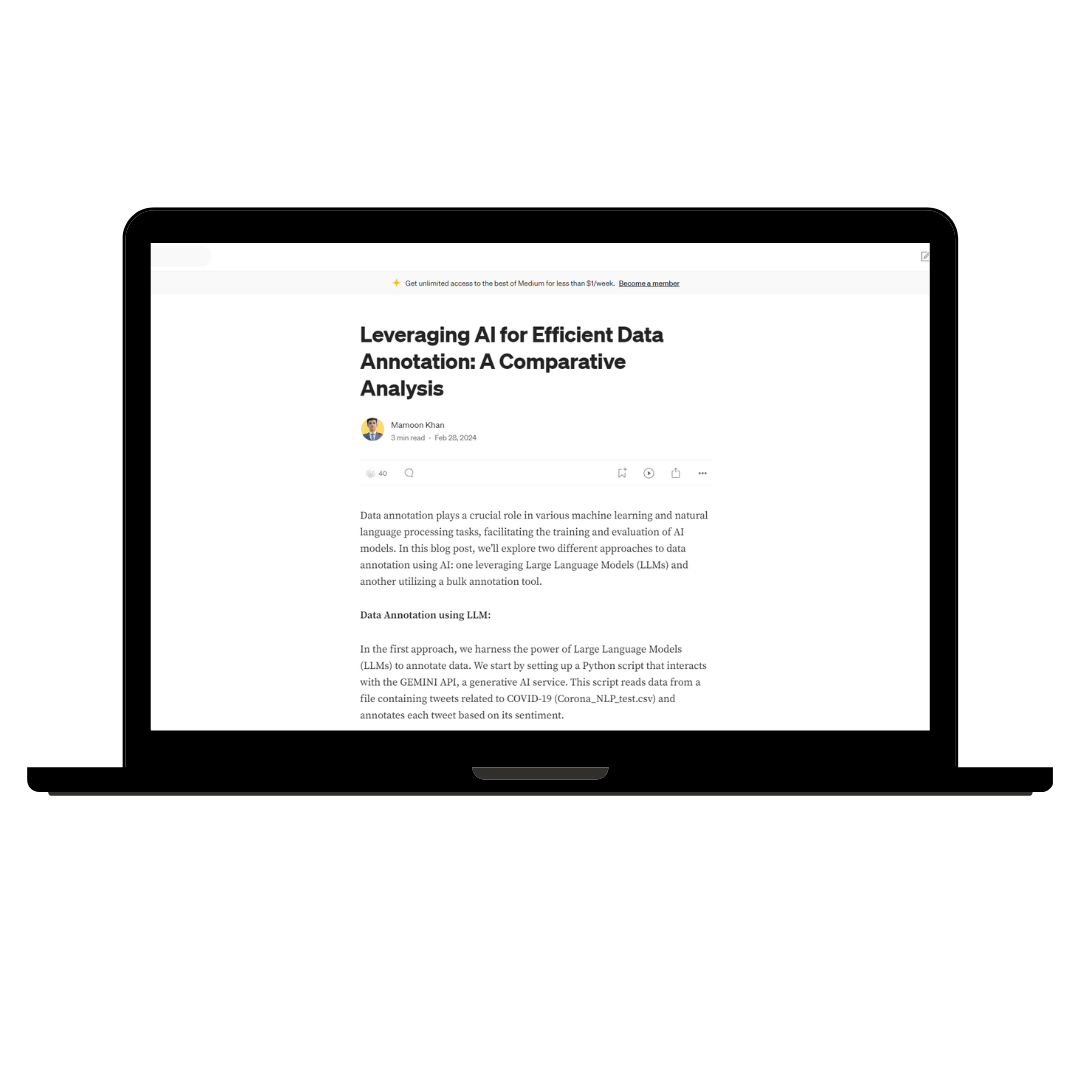 Get unlimited access to the best of Medium for less than $1/week. Become a member
Leveraging AI for Efficient Data
Annotation: A Comparative
Analysis
Mamoon Khan
3 min read · Feb 28, 2024
40
Data annotation plays a crucial role in various machine learning and natural
language processing tasks, facilitating the training and evaluation of AI
models. In this blog post, we'll explore two different approaches to data
annotation using AI: one leveraging Large Language Models (LLMs) and
another utilizing a bulk annotation tool.
Data Annotation using LLM:
In the first approach, we harness the power of Large Language Models
(LLMs) to annotate data. We start by setting up a Python script that interacts
with the GEMINI API, a generative AI service. This script reads data from a
file containing tweets related to COVID-19 (Corona_NLP_test.csv) and
annotates each tweet based on its sentiment.